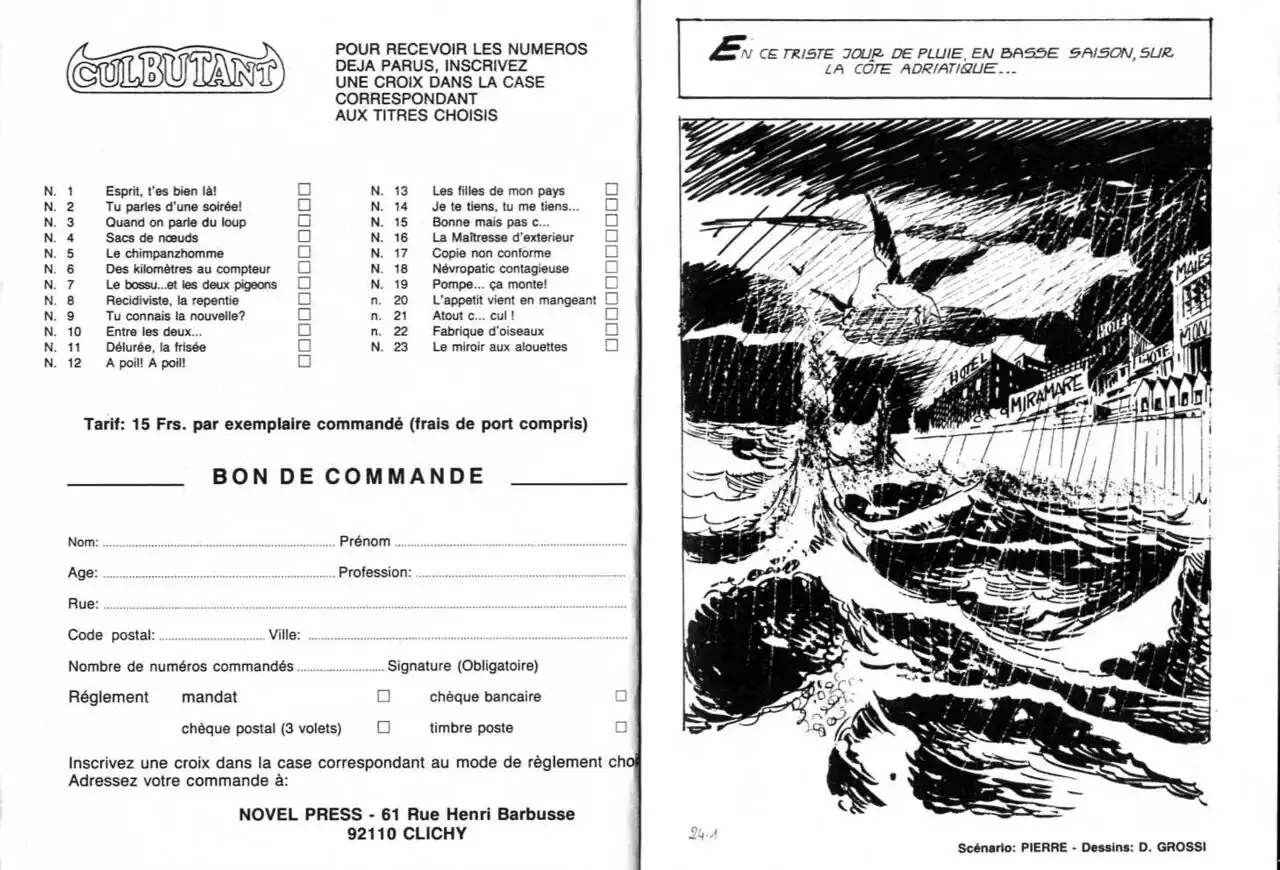 CULBUTANT
POUR RECEVOIR LES NUMEROS
DEJA PARUS, INSCRIVEZ
UNE CROIX DANS LA CASE
CORRESPONDANT
AUX TITRES CHOISIS
N. 1 Esprit, t'es bien là!
N. 2 Tu parles d'une soirée!
N. 3 Quand on parle du loup
N. 4 Sacs de nœuds
N. 5 Le chimpanzhomme
N. 6 Des kilomètres au compteur
N. 7 Le bossu...et les deux pigeons
N. 8 Recidiviste, la repentie
N. 9 Tu connais la nouvelle?
N. 10 Entre les deux...
N. 11 Délurée, la frisée
N. 12 A poil! A poil!
N. 13 Les filles de mon pays
N. 14 Je te tiens, tu me tiens...
N. 15 Bonne mais pas c...
N. 16 La Maîtresse d'exterieur
N. 17 Copie non conforme
N. 18 Névropatic contagieuse
N. 19 Pompe... ça monte!
n. 20 L'appetit vient en mangeant
n. 21 Atout c... cul !
n. 22 Fabrique d'oiseaux
N. 23 Le miroir aux alouettes
Tarif: 15 Frs. par exemplaire commandé (frais de port compris)
BON DE COMMANDE
Nom: Prénom
Age: Profession:
Rue:
Code postal: Ville:
Nombre de numéros commandés Signature (Obligatoire)
Réglement mandat chèque bancaire
chèque postal (3 volets) timbre poste
Inscrivez une croix dans la case correspondant au mode de règlement choi
Adressez votre commande à:
NOVEL PRESS - 61 Rue Henri Barbusse
92110 CLICHY
EN CE TRISTE JOUR DE PLUIE, EN BASSE SAISON, SUR
LA CÔTE ADRIATIQUE...
MAJES
HOTEL
MON
HOTEL
HOTE
MIRAMARE
24-1
Scénario: PIERRE - Dessins: D. GROSSI